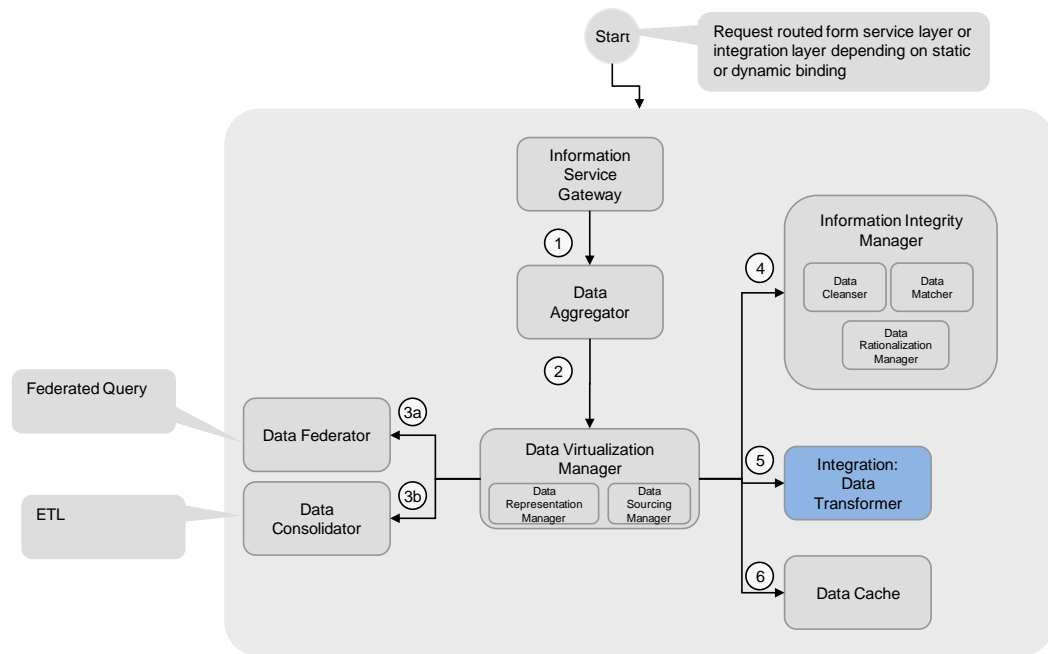 Start
Request routed form service layer or
integration layer depending on static
or dynamic binding
Information
Service
Gateway
1
Data
Aggregator
2
Data Virtualization
Manager
Data
Representation
Manager
Data
Sourcing
Manager
Federated Query
3a
Data Federator
ETL
3b
Data
Consolidator
4
Information Integrity
Manager
Data
Cleanser
Data
Matcher
Data
Rationalization
Manager
5
Integration:
Data
Transformer
6
Data Cache